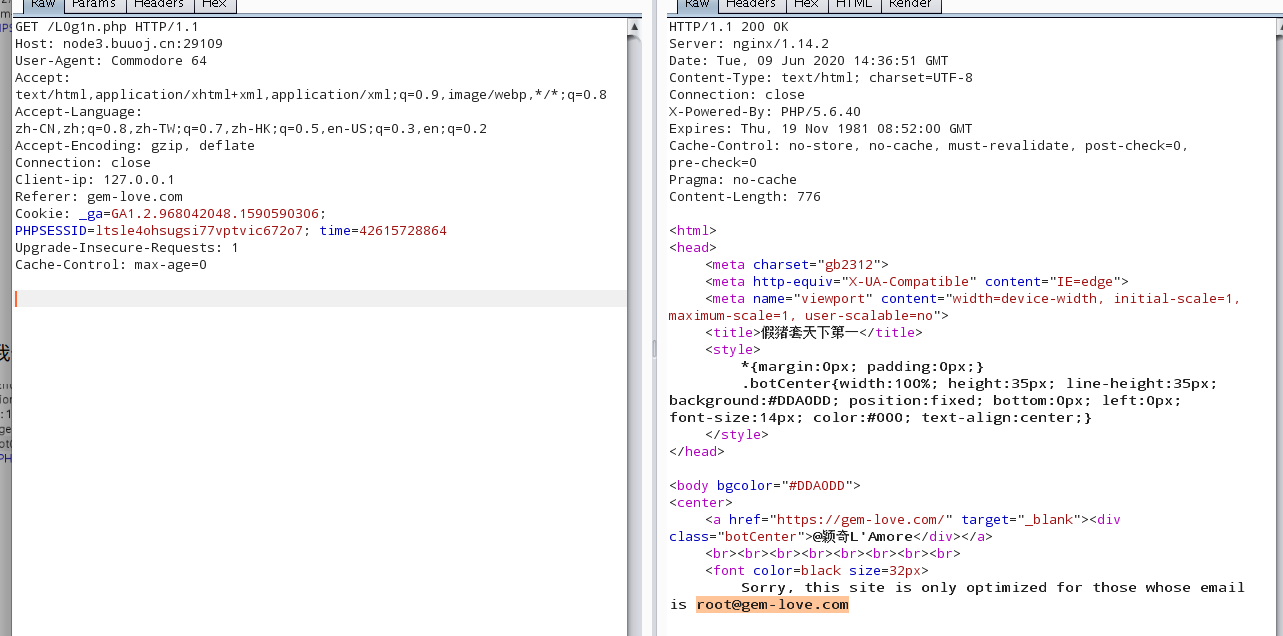 Raw Params Headers Hex
GET /L0g1n.php HTTP/1.1
Host: node3.buuoj.cn:29109
User-Agent: Commodore 64
Accept:
text/html,application/xhtml+xml,application/xml;q=0.9,image/webp,*/*;q=0.8
Accept-Language:
zh-CN,zh;q=0.8,zh-TW;q=0.7,zh-HK;q=0.5,en-US;q=0.3,en;q=0.2
Accept-Encoding: gzip, deflate
Connection: close
Client-ip: 127.0.0.1
Referer: gem-love.com
Cookie: _ga=GA1.2.968042048.1590590306;
PHPSESSID=ltsle4ohsugsi77vptvic672o7; time=42615728864
Upgrade-Insecure-Requests: 1
Cache-Control: max-age=0
Raw Headers Hex HTML Render
HTTP/1.1 200 OK
Server: nginx/1.14.2
Date: Tue, 09 Jun 2020 14:36:51 GMT
Content-Type: text/html; charset=UTF-8
Connection: close
X-Powered-By: PHP/5.6.40
Expires: Thu, 19 Nov 1981 08:52:00 GMT
Cache-Control: no-store, no-cache, must-revalidate, post-check=0,
pre-check=0
Pragma: no-cache
Content-Length: 776
<html>
<head>
<meta charset="gb2312">
<meta http-equiv="X-UA-Compatible" content="IE=edge">
<meta name="viewport" content="width=device-width, initial-scale=1,
maximum-scale=1, user-scalable=no">
<title>假猪套天下第一</title>
<style>
*{margin:0px; padding:0px;}
.botCenter{width:100%; height:35px; line-height:35px;
background:#DDA0DD; position:fixed; bottom:0px; left:0px;
font-size:14px; color:#000; text-align:center;}
</style>
</head>
<body bgcolor="#DDA0DD">
<center>
<a href="https://gem-love.com/" target="_blank"><div
class="botCenter">@颖奇L'Amore</div></a>
<br><br><br><br><br><br><br><br>
<font color=black size=32px>
Sorry, this site is only optimized for those whose email
is root@gem-love.com